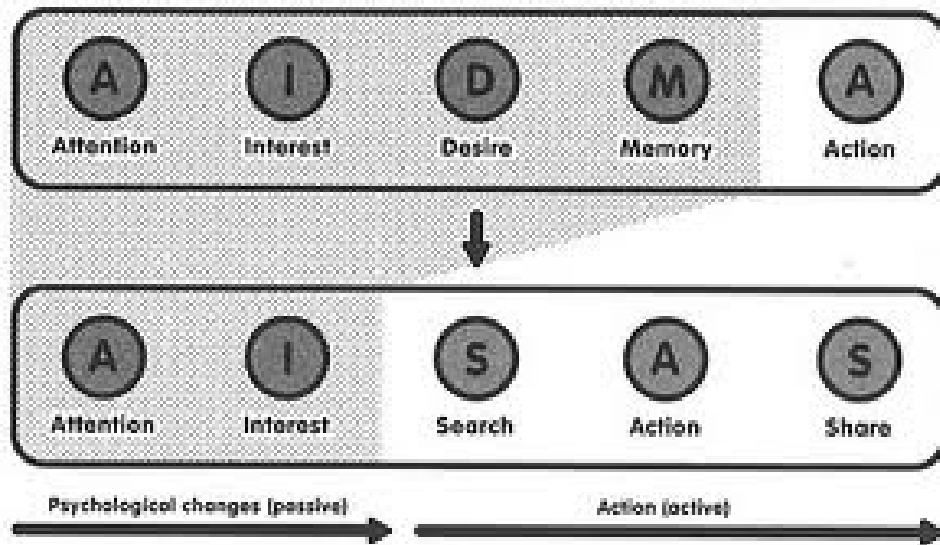 A I D M A
Attention Interest Desire Memory Action
A I S A S
Attention Interest Search Action Share
Psychological changes (passive) Action (active)